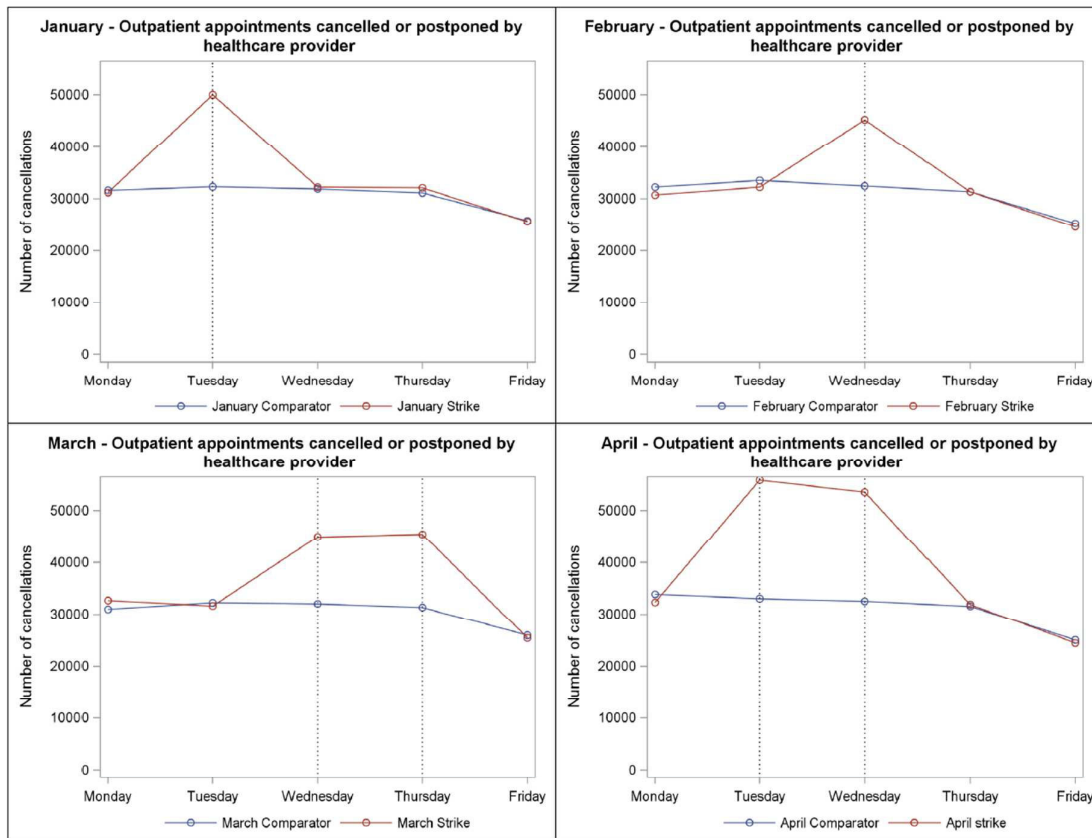 January - Outpatient appointments cancelled or postponed by
healthcare provider
Number of cancellations
50000
40000
30000
20000
10000
0
Monday Tuesday Wednesday Thursday Friday
January Comparator January Strike
February - Outpatient appointments cancelled or postponed by
healthcare provider
Number of cancellations
50000
40000
30000
20000
10000
0
Monday Tuesday Wednesday Thursday Friday
February Comparator February Strike
March - Outpatient appointments cancelled or postponed by
healthcare provider
Number of cancellations
50000
40000
30000
20000
10000
0
Monday Tuesday Wednesday Thursday Friday
March Comparator March Strike
April - Outpatient appointments cancelled or postponed by
healthcare provider
Number of cancellations
50000
40000
30000
20000
10000
0
Monday Tuesday Wednesday Thursday Friday
April Comparator April strike